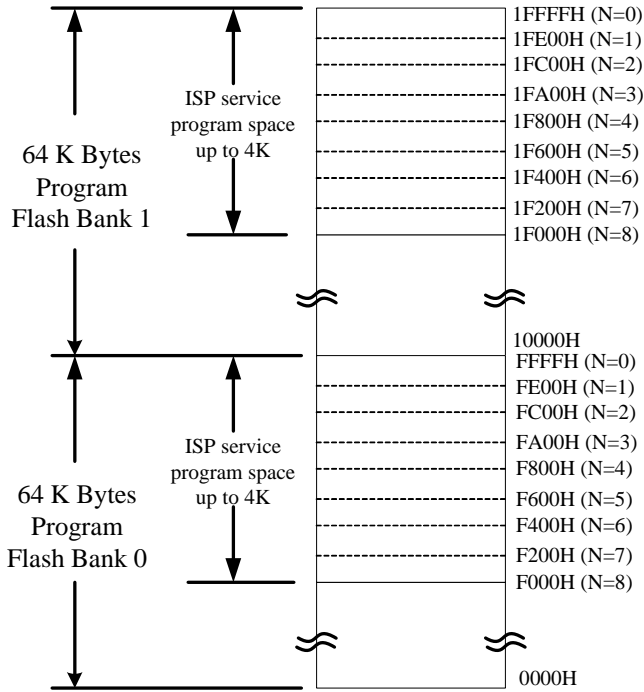 1FFFFH (N=0)
1FE00H (N=1)
1FC00H (N=2)
1FA00H (N=3)
1F800H (N=4)
1F600H (N=5)
1F400H (N=6)
1F200H (N=7)
1F000H (N=8)
ISP service
program space
up to 4K
64 K Bytes
Program
Flash Bank 1
10000H
FFFFH (N=0)
FE00H (N=1)
FC00H (N=2)
FA00H (N=3)
F800H (N=4)
F600H (N=5)
F400H (N=6)
F200H (N=7)
F000H (N=8)
ISP service
program space
up to 4K
64 K Bytes
Program
Flash Bank 0
0000H